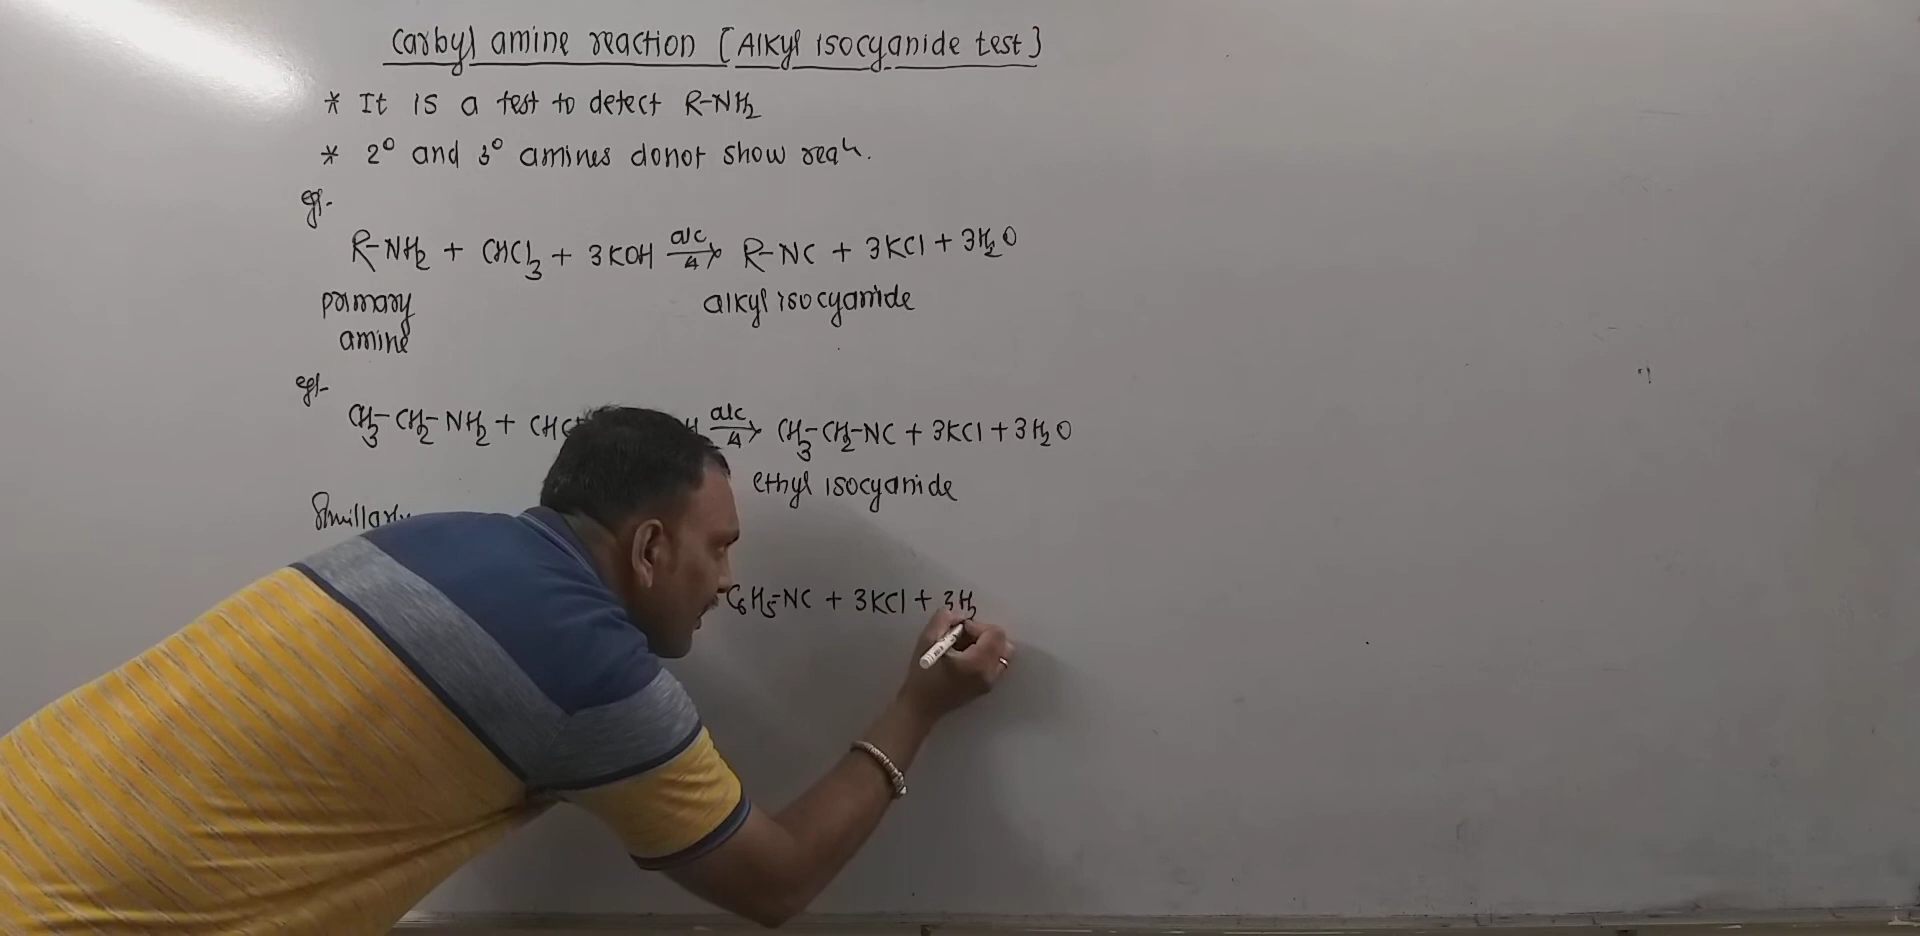 Carbyl amine reaction [Alkyl isocyanide test]
* It is a test to detect R-NH₂
* 2° and 3° amines donot show reaⁿ.
eg:-
R-NH₂ + CHCl₃ + 3KOH alc Δ → R-NC + 3KCl + 3H₂O
primary alkyl isocyanide
amine
eg:-
CH₃-CH₂-NH₂ + CHC alc Δ → CH₃-CH₂-NC + 3KCl + 3H₂O
ethyl isocyanide
C₆H₅-NC + 3KCl + 3H₂